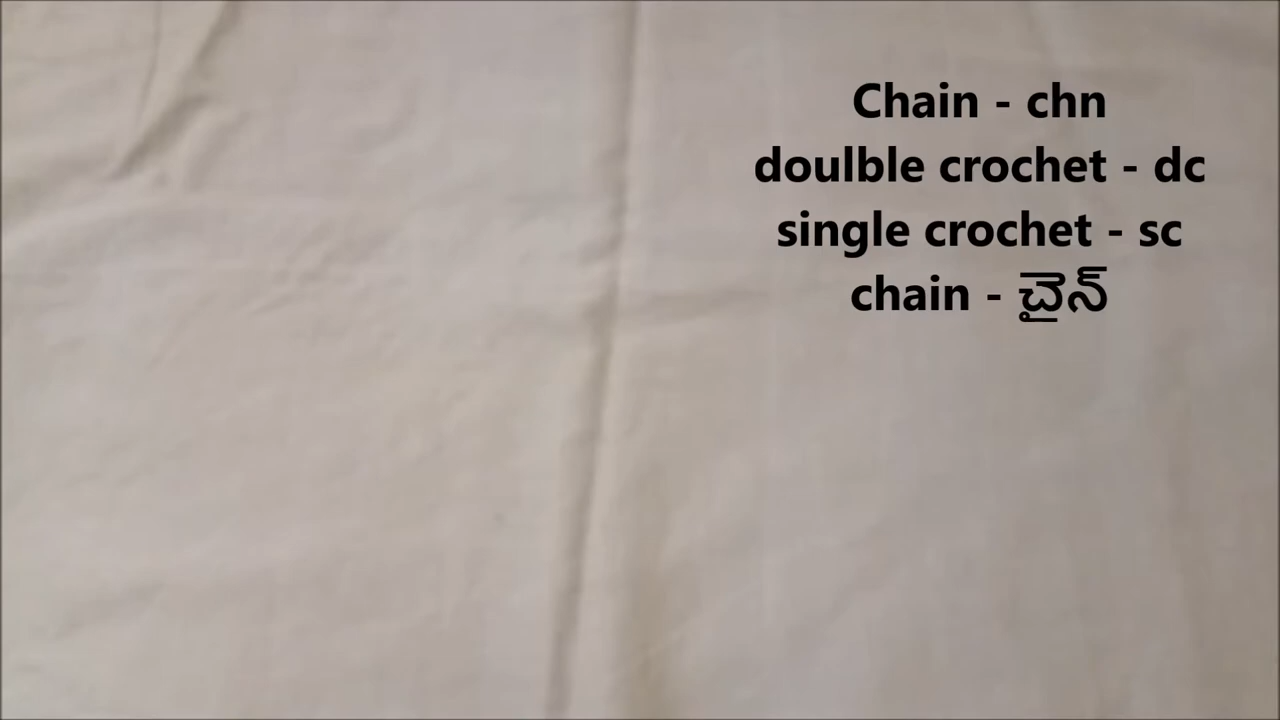 Chain - chn
doulble crochet - dc
single crochet - sc
chain - చైన్